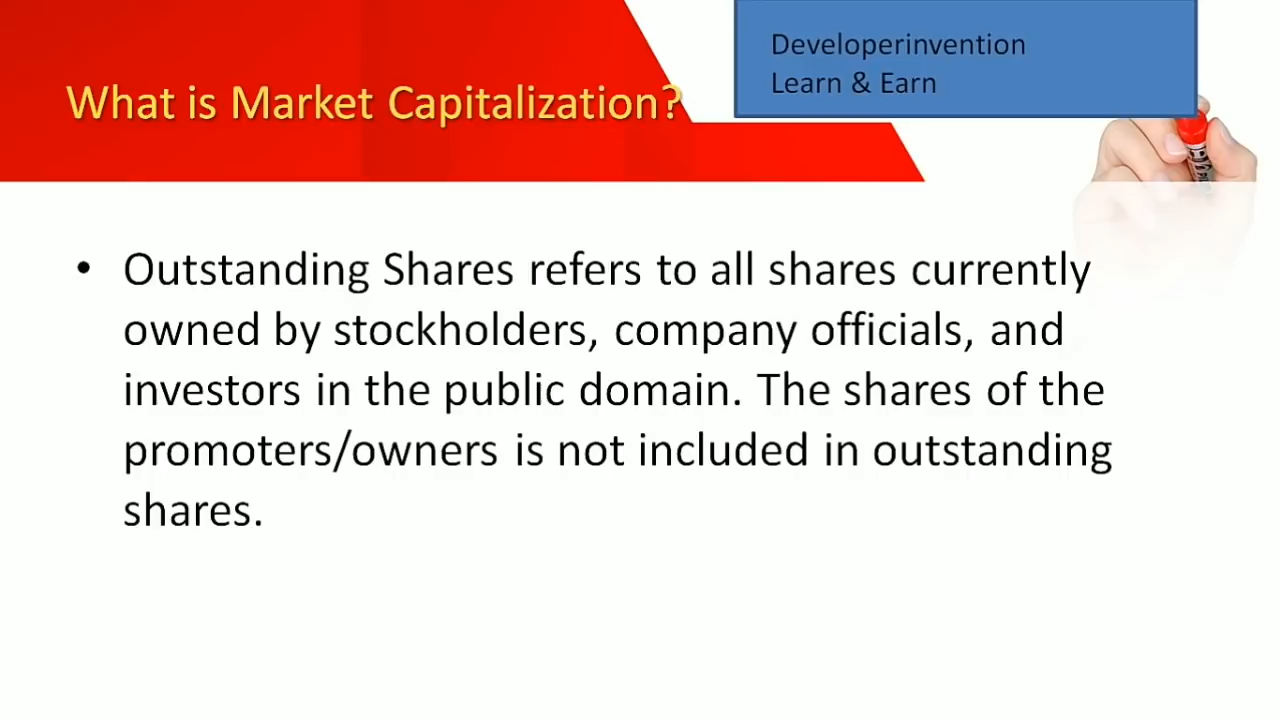 Developerinvention
Learn & Earn
What is Market Capitalization?
• Outstanding Shares refers to all shares currently
owned by stockholders, company officials, and
investors in the public domain. The shares of the
promoters/owners is not included in outstanding
shares.